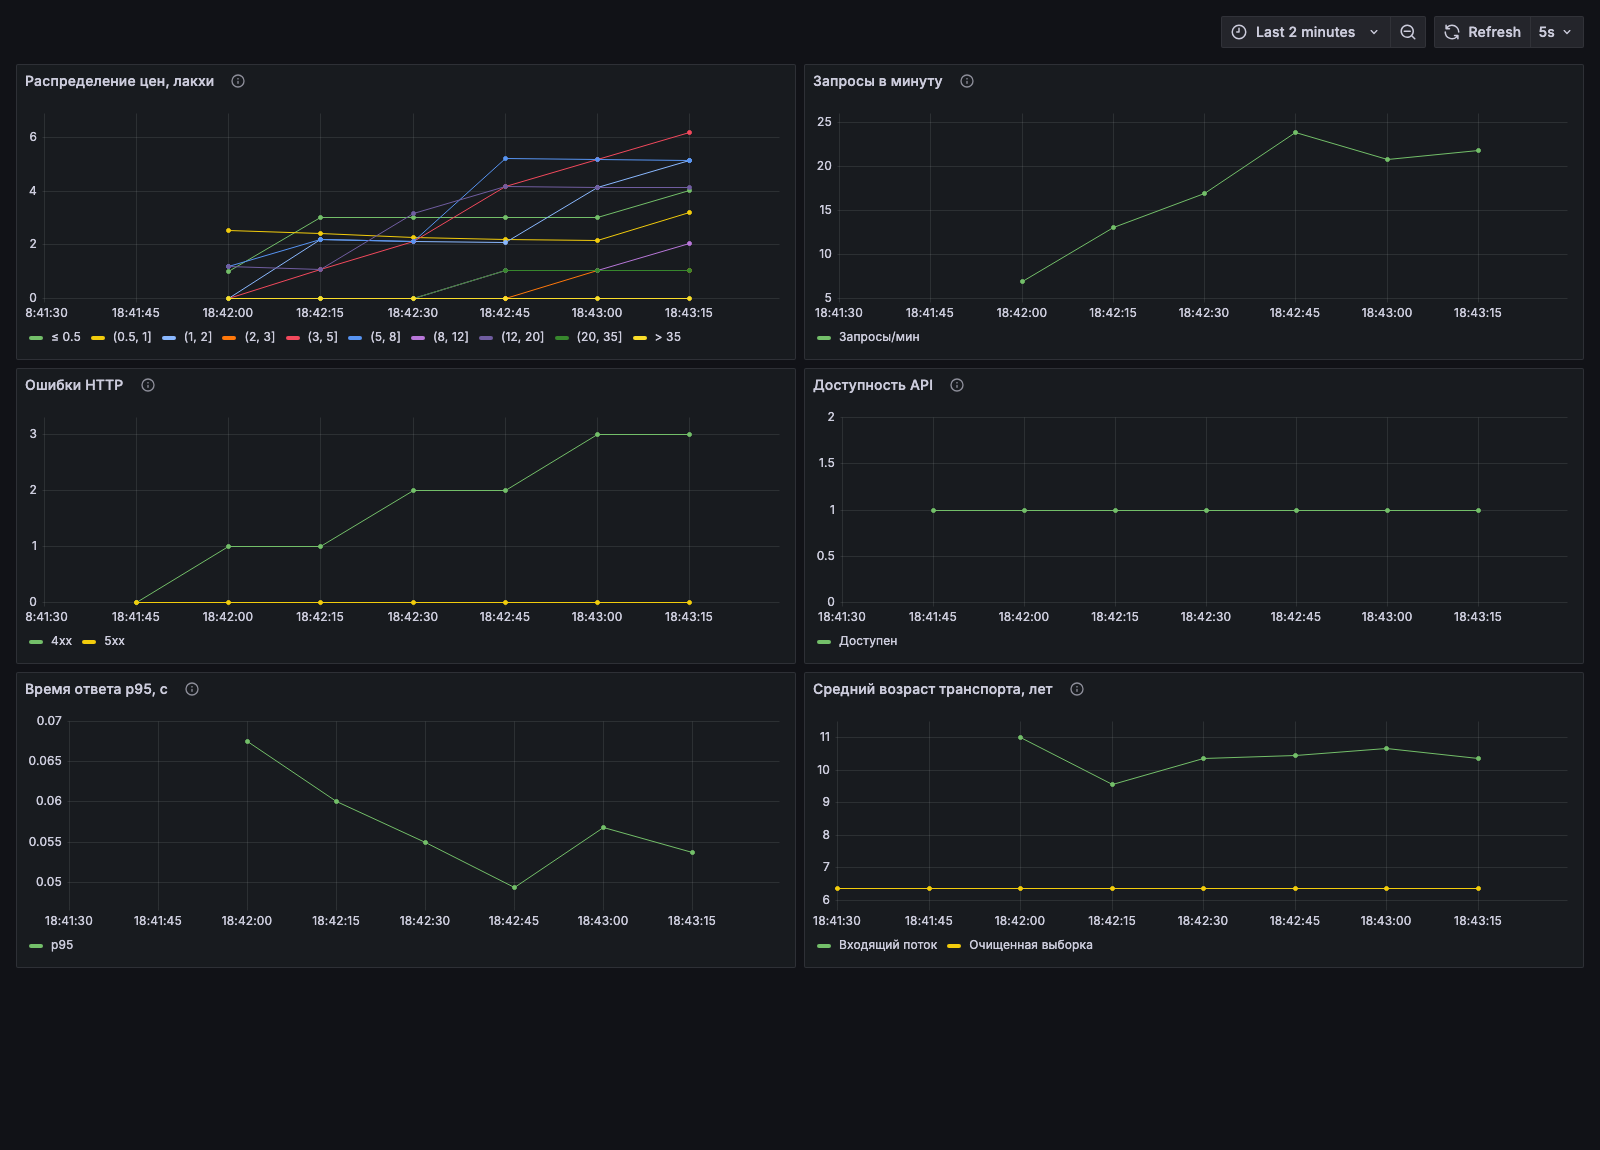 Last 2 minutes
Refresh
5s
Распределение цен, лакхи
6
4
2
0
8:41:30 18:41:45 18:42:00 18:42:15 18:42:30 18:42:45 18:43:00 18:43:15
≤ 0.5 (0.5, 1] (1, 2] (2, 3] (3, 5] (5, 8] (8, 12] (12, 20] (20, 35] > 35
Запросы в минуту
25
20
15
10
5
18:41:30 18:41:45 18:42:00 18:42:15 18:42:30 18:42:45 18:43:00 18:43:15
Запросы/мин
Ошибки HTTP
3
2
1
0
8:41:30 18:41:45 18:42:00 18:42:15 18:42:30 18:42:45 18:43:00 18:43:15
4xx 5xx
Доступность API
2
1.5
1
0.5
0
18:41:30 18:41:45 18:42:00 18:42:15 18:42:30 18:42:45 18:43:00 18:43:15
Доступен
Время ответа p95, с
0.07
0.065
0.06
0.055
0.05
18:41:30 18:41:45 18:42:00 18:42:15 18:42:30 18:42:45 18:43:00 18:43:15
p95
Средний возраст транспорта, лет
11
10
9
8
7
6
18:41:30 18:41:45 18:42:00 18:42:15 18:42:30 18:42:45 18:43:00 18:43:15
Входящий поток Очищенная выборка